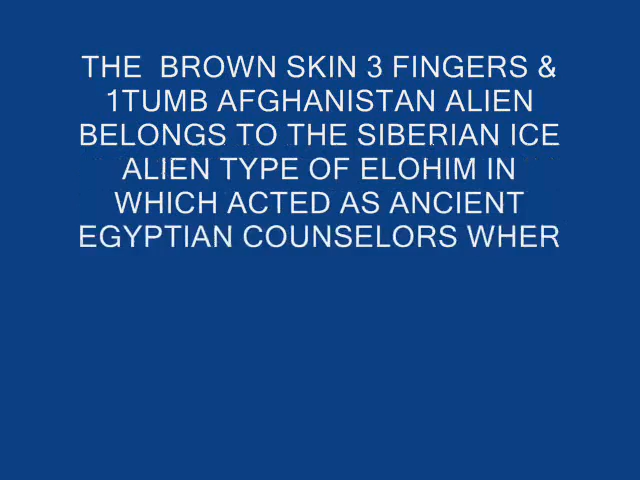 THE  BROWN SKIN 3 FINGERS &
1TUMB AFGHANISTAN ALIEN
BELONGS TO THE SIBERIAN ICE
ALIEN TYPE OF ELOHIM IN
WHICH ACTED AS ANCIENT
EGYPTIAN COUNSELORS WHER